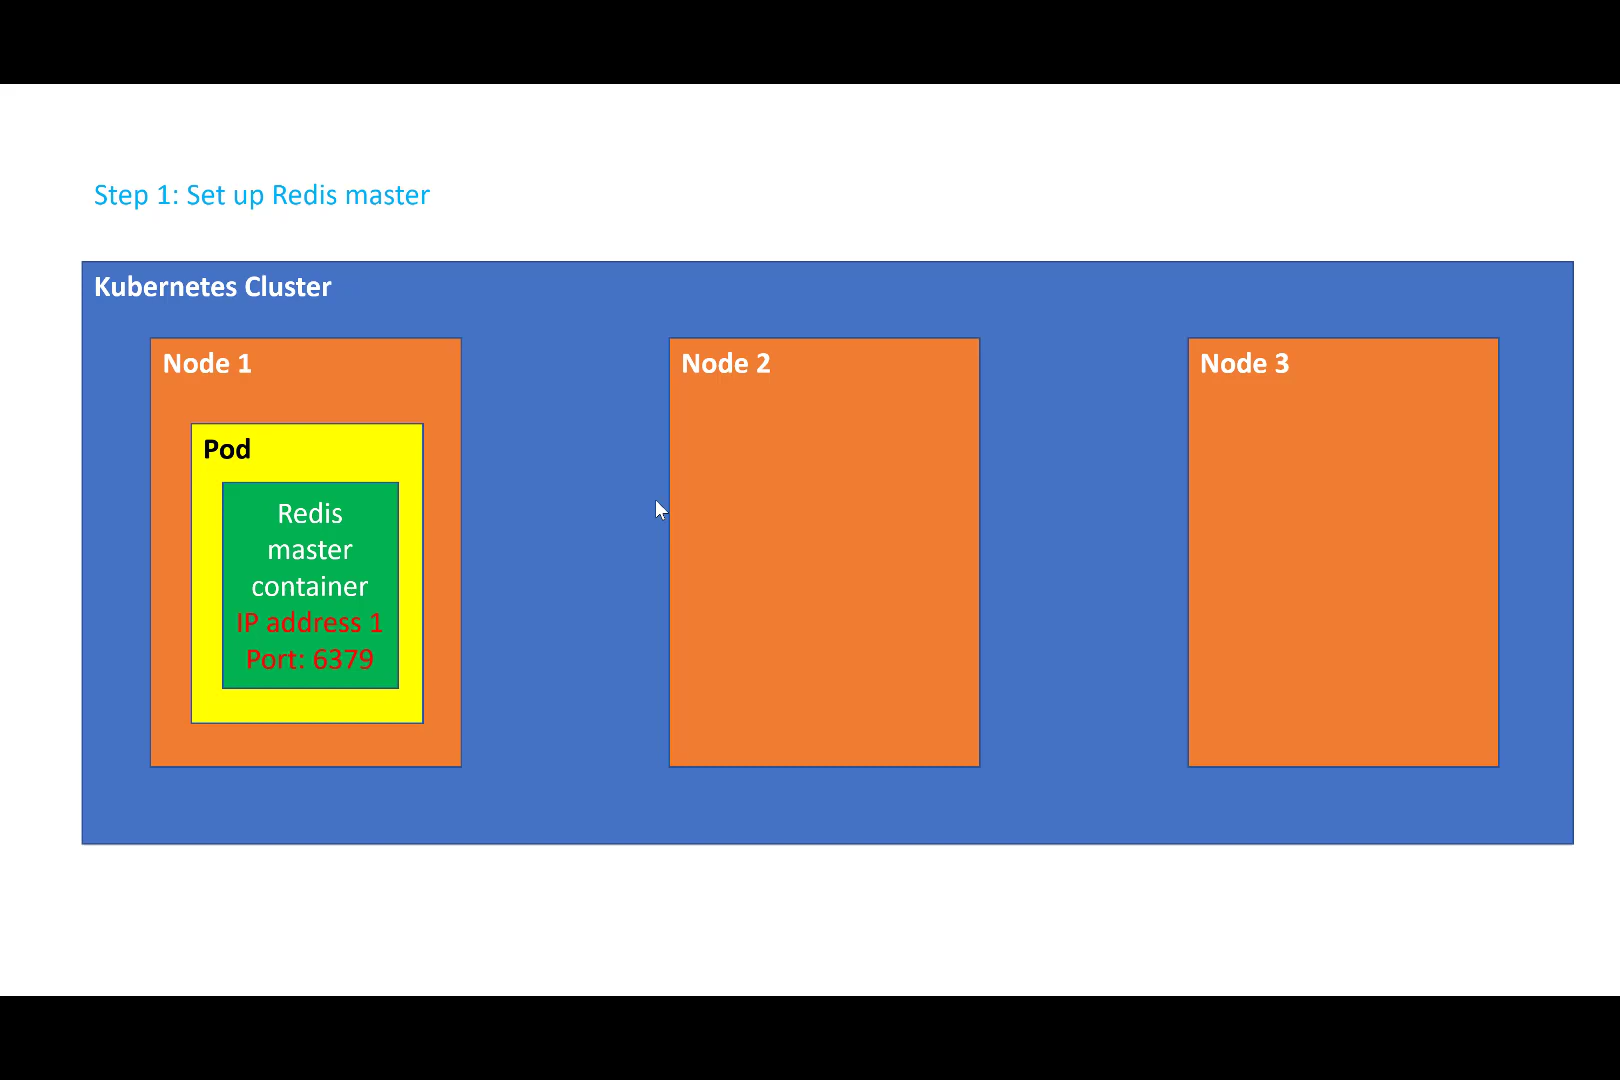 Step 1: Set up Redis master
Kubernetes Cluster
Node 1
Pod
Redis
master
container
IP address 1
Port: 6379
Node 2
Node 3